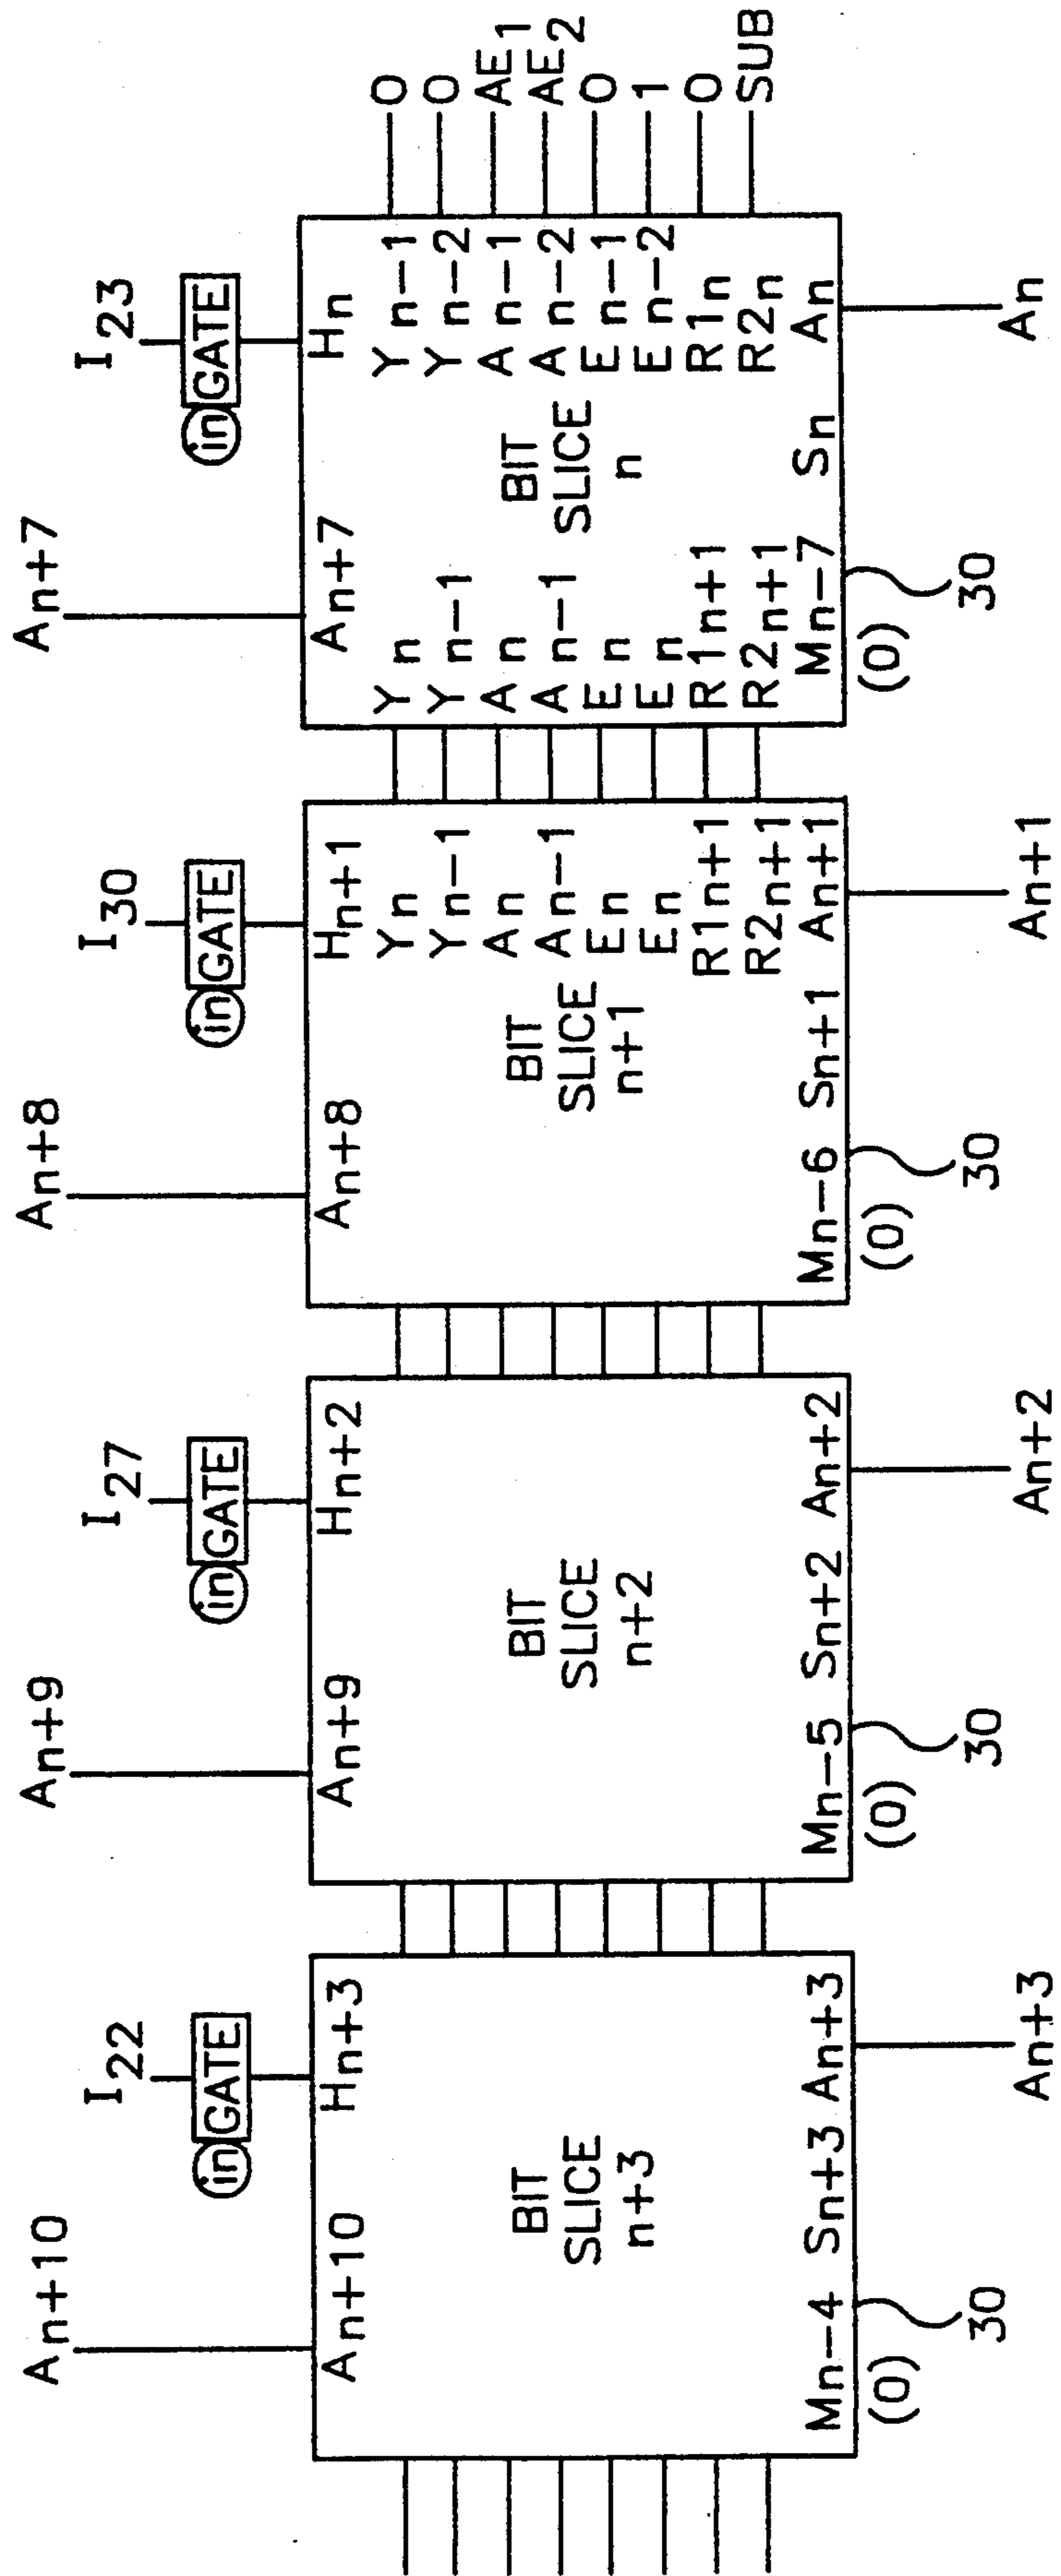 An+10
An+9
An+8
An+7
I22
I27
I30
I23
in GATE
in GATE
in GATE
in GATE
An+10
Hn+3
BIT
SLICE
n+3
Mn-4
Sn+3
An+3
(0)
30
An+3
An+9
Hn+2
BIT
SLICE
n+2
Mn-5
Sn+2
An+2
(0)
30
An+2
An+8
Hn+1
BIT
SLICE
n+1
Yn
Yn-1
An
An-1
En
En
R1n+1
R2n+1
Mn-6
Sn+1
An+1
(0)
30
An+1
An+7
Hn
Yn
Yn-1
An
An-1
En
En
R1n+1
R2n+1
BIT
SLICE
n
Yn-1
Yn-2
An-1
An-2
En-1
En-2
R1n
R2n
Mn-7
Sn
An
(0)
30
An
0
0
AE1
AE2
0
1
0
SUB